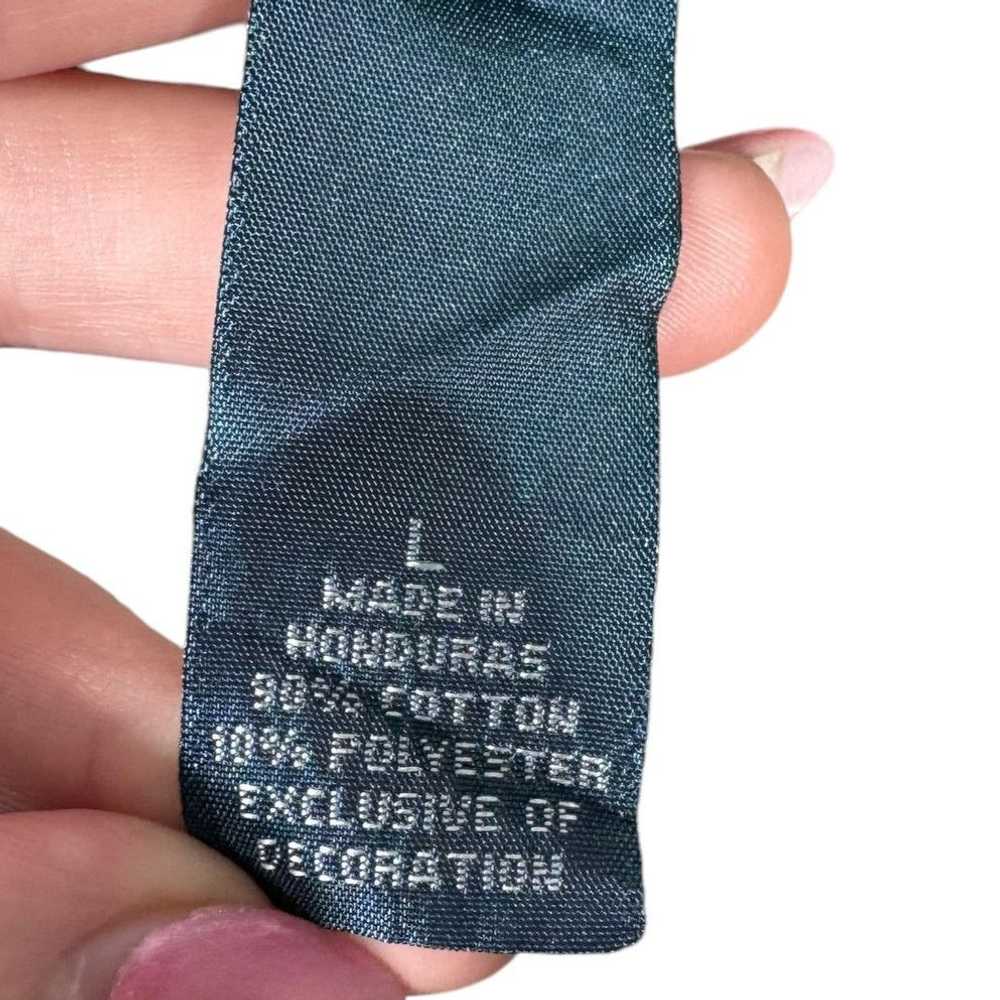 L
MADE IN
HONDURAS
90% COTTON
10% POLYESTER
EXCLUSIVE OF
DECORATION